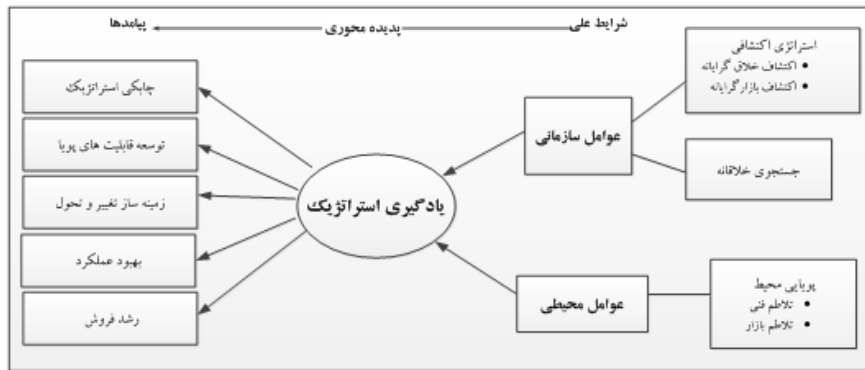 شرایط علی
پدیده محوری
پیامدها
استراتژی اکتشافی
• اکتشاف خلاق گرایانه
• اکتشاف بازارگرایانه
جستجوی خلاقانه
عوامل سازمانی
پویایی محیط
• تلاطم فنی
• تلاطم بازار
عوامل محیطی
یادگیری استراتژیک
چابکی استراتژیک
توسعه قابلیت های پویا
زمینه ساز تغییر و تحول
بهبود عملکرد
رشد فروش